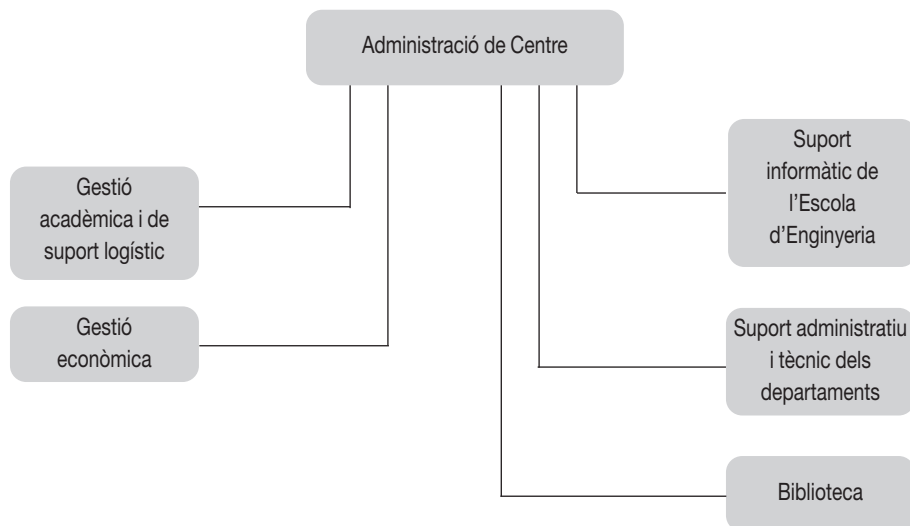 Administració de Centre
Gestió
acadèmica i de
suport logístic
Gestió
econòmica
Suport
informàtic de
l’Escola
d’Enginyeria
Suport administratiu
i tècnic dels
departaments
Biblioteca